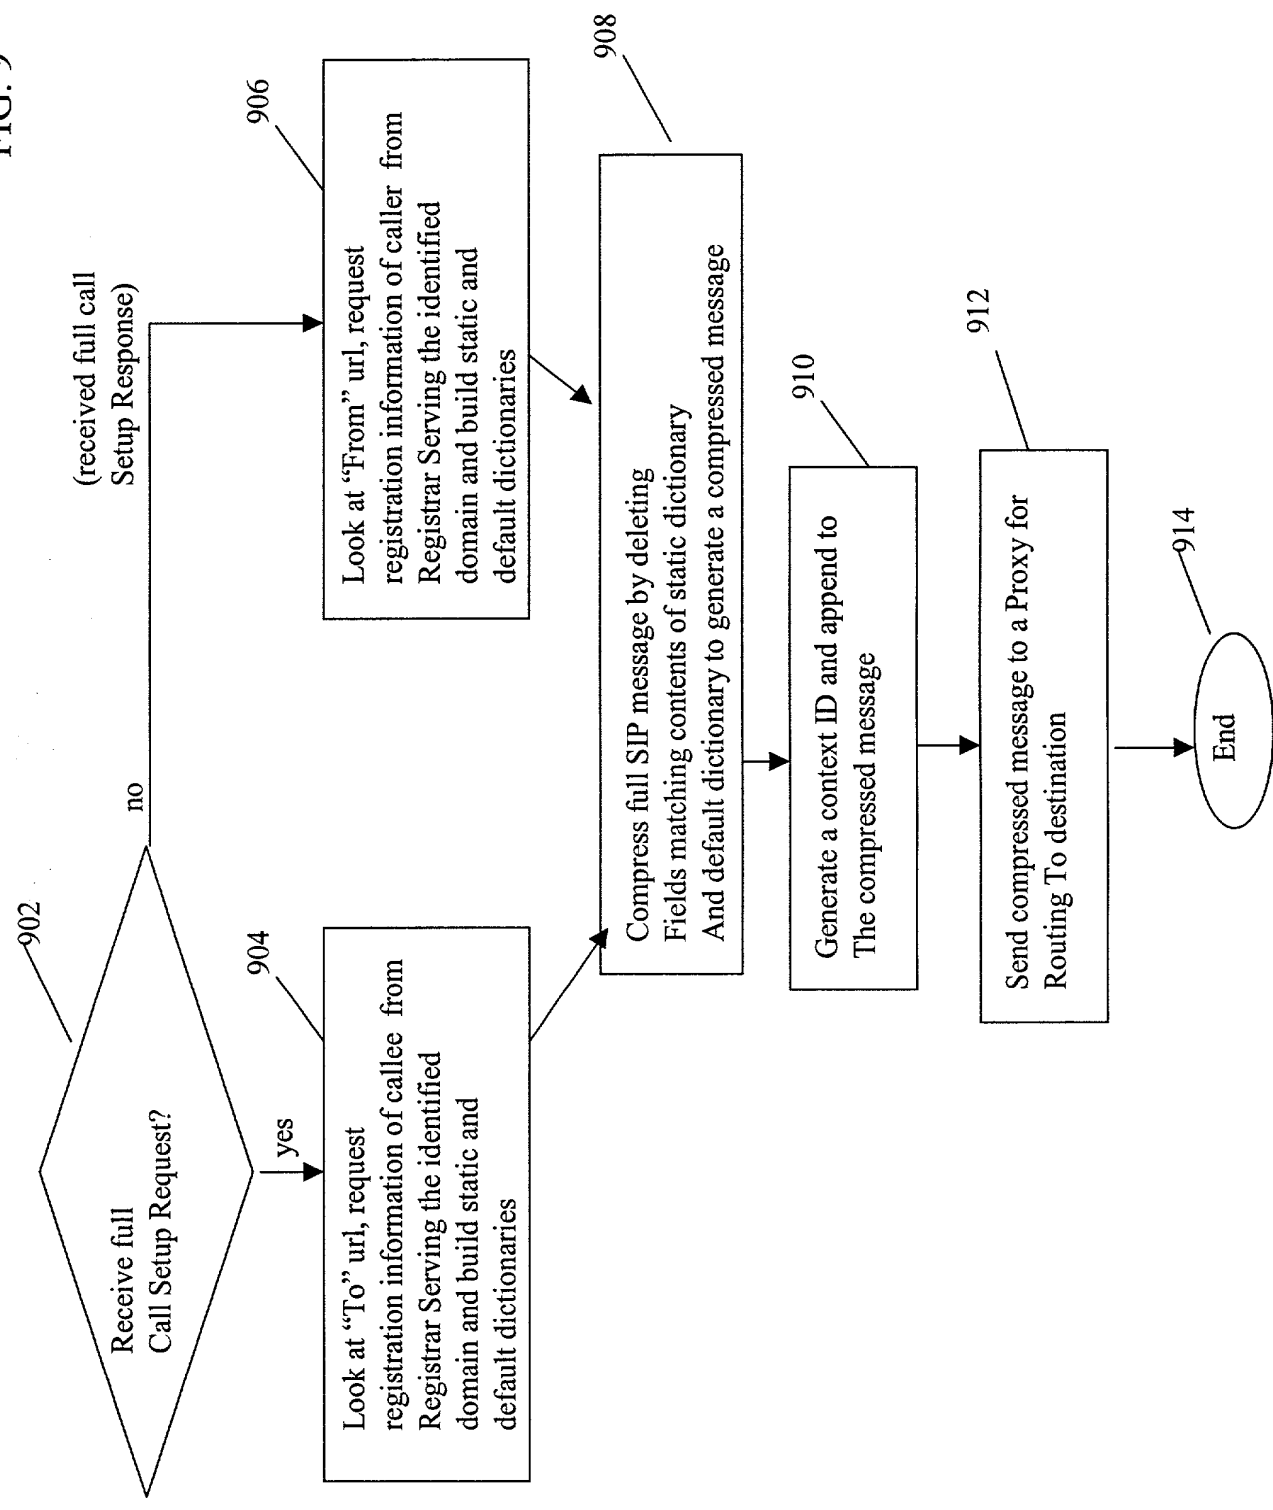 FIG. 9
902
Receive full
Call Setup Request?
no
(received full call
Setup Response)
yes
904
Look at “To” url, request
registration information of callee from
Registrar Serving the identified
domain and build static and
default dictionaries
906
Look at “From” url, request
registration information of caller from
Registrar Serving the identified
domain and build static and
default dictionaries
908
Compress full SIP message by deleting
Fields matching contents of static dictionary
And default dictionary to generate a compressed message
910
Generate a context ID and append to
The compressed message
912
Send compressed message to a Proxy for
Routing To destination
914
End